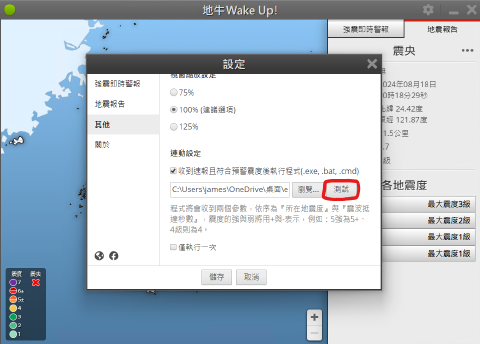 地牛Wake Up!
強震即時警報
地震報告
震央
2024年08月18日
時18分29秒
北緯 24.42度
東經 121.87度
1.5公里
.7
級
各地震度
最大震度3級
最大震度2級
最大震度1級
最大震度1級
設定
強震即時警報
地震報告
其他
關於
視窗縮放設定
75%
100% (建議選項)
125%
連動設定
收到速報且符合預警震度後執行程式(.exe, .bat, .cmd)
C:\Users\james\OneDrive\桌面\e
瀏覽...
測試
程式將會收到兩個參數，依序為『所在地震度』與『震波抵
達秒數』，震度的強與弱將用+與-表示，例如：5強為5+、
4級則為4。
僅執行一次
儲存
取消
震度
震央
7
6±
5±
4
3
2
1
+
−